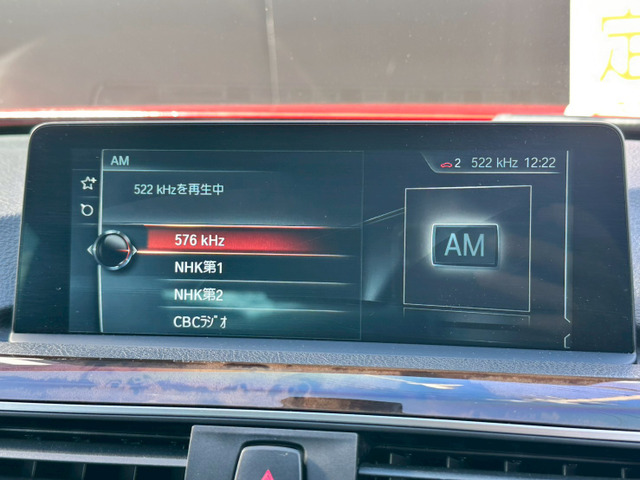 AM
2 522 kHz 12:22
522 kHzを再生中
576 kHz
NHK第1
NHK第2
CBCﾗｼﾞｵ
AM
定